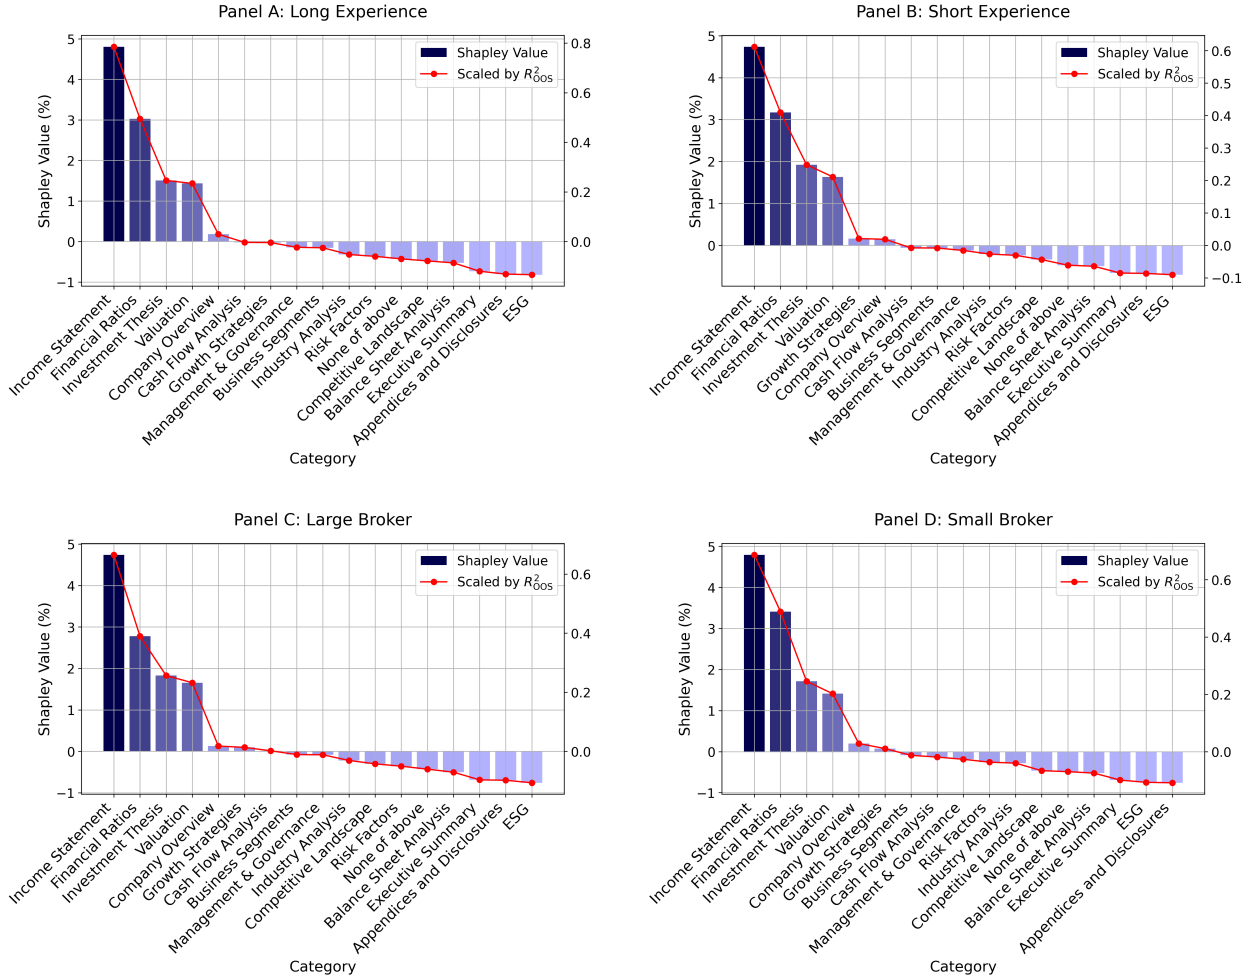 Panel A: Long Experience
Shapley Value (%)
5
4
3
2
1
0
−1
0.8
0.6
0.4
0.2
0.0
Shapley Value
Scaled by R²OOS
Income Statement
Financial Ratios
Investment Thesis
Valuation
Company Overview
Cash Flow Analysis
Growth Strategies
Management & Governance
Business Segments
Industry Analysis
Risk Factors
None of above
Competitive Landscape
Balance Sheet Analysis
Executive Summary
Appendices and Disclosures
ESG
Category
Panel B: Short Experience
Shapley Value (%)
5
4
3
2
1
0
0.6
0.5
0.4
0.3
0.2
0.1
0.0
−0.1
Shapley Value
Scaled by R²OOS
Income Statement
Financial Ratios
Investment Thesis
Valuation
Growth Strategies
Company Overview
Cash Flow Analysis
Business Segments
Management & Governance
Industry Analysis
Risk Factors
Competitive Landscape
None of above
Balance Sheet Analysis
Executive Summary
Appendices and Disclosures
ESG
Category
Panel C: Large Broker
Shapley Value (%)
5
4
3
2
1
0
−1
0.6
0.4
0.2
0.0
Shapley Value
Scaled by R²OOS
Income Statement
Financial Ratios
Investment Thesis
Valuation
Company Overview
Growth Strategies
Cash Flow Analysis
Business Segments
Management & Governance
Industry Analysis
Competitive Landscape
Risk Factors
None of above
Balance Sheet Analysis
Executive Summary
Appendices and Disclosures
ESG
Category
Panel D: Small Broker
Shapley Value (%)
5
4
3
2
1
0
−1
0.6
0.4
0.2
0.0
Shapley Value
Scaled by R²OOS
Income Statement
Financial Ratios
Investment Thesis
Valuation
Company Overview
Growth Strategies
Business Segments
Cash Flow Analysis
Management & Governance
Risk Factors
Industry Analysis
Competitive Landscape
None of above
Balance Sheet Analysis
Executive Summary
ESG
Appendices and Disclosures
Category